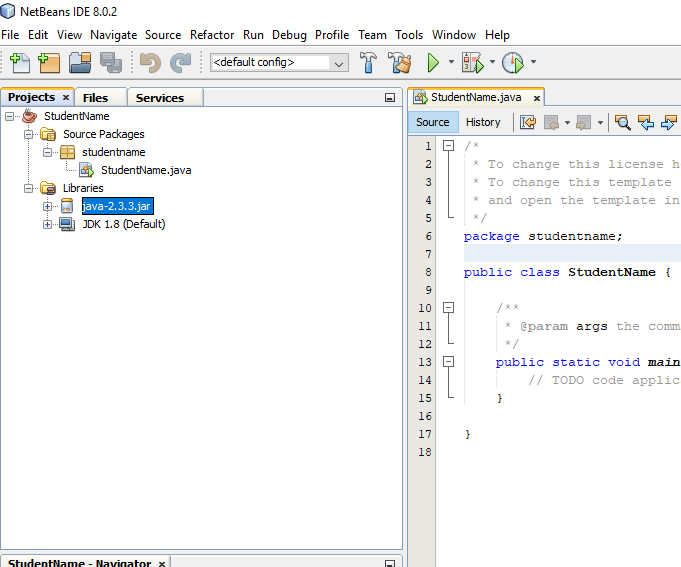 NetBeans IDE 8.0.2
File Edit View Navigate Source Refactor Run Debug Profile Team Tools Window Help
<default config>
Projects Files Services
StudentName
Source Packages
studentname
StudentName.java
Libraries
java-2.3.3.jar
JDK 1.8 (Default)
StudentName - Navigator
StudentName.java
Source History
1 /*
2 * To change this license h
3 * To change this template
4 * and open the template in
5 */
6 package studentname;
7
8 public class StudentName {
9
10 /**
11 * @param args the comm
12 */
13 public static void main
14 // TODO code applic
15 }
16
17 }
18